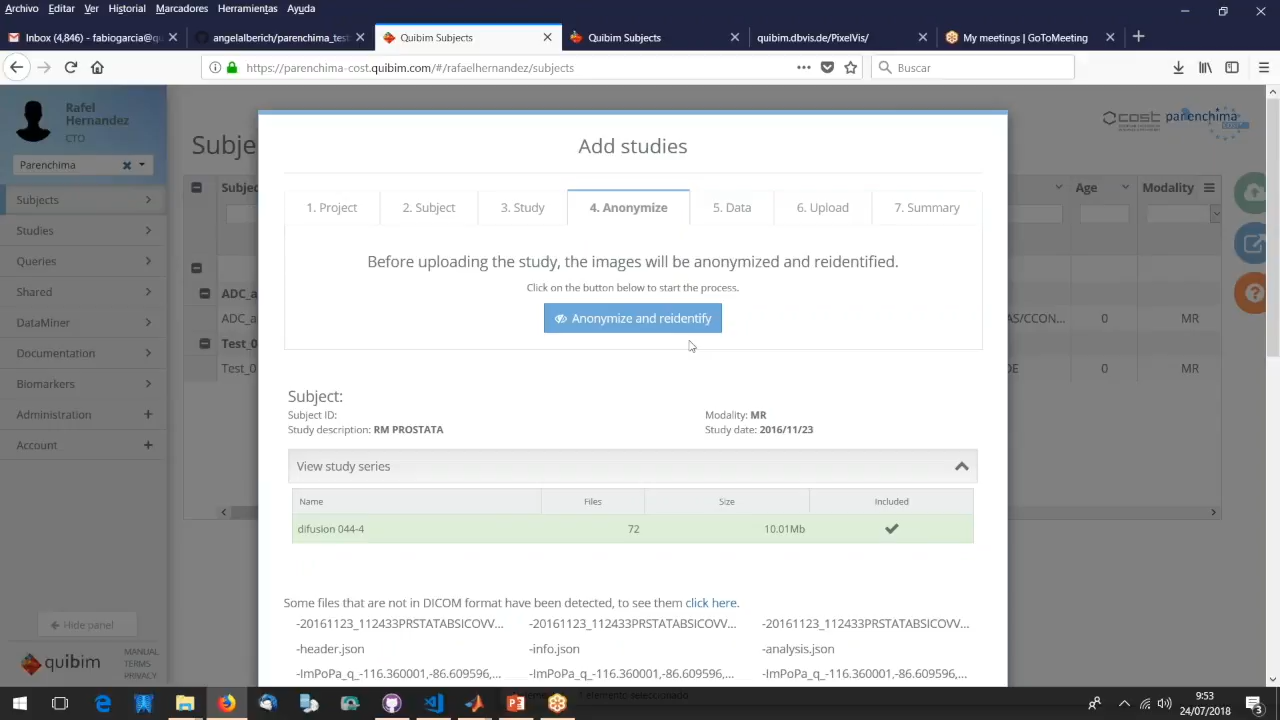 Archivo Editar Ver Historial Marcadores Herramientas Ayuda
Inbox (4,846) - fabiogarcia@qu
angelalberich/parenchima_test
Quibim Subjects
Quibim Subjects
quibim.dbvis.de/PixelVis/
My meetings | GoToMeeting
https://parenchima-cost.quibim.com/#/rafaelhernandez/subjects
Buscar
Rafel
Hernandez
CTO
Parenchima
Subjects
Studies
Queries
Shared
DataMiner
Documentation
Biomarkers
Administration
Account
Hide panel
quibim
MANUAL
TERMS
PRIVACY
Subje
cost
parenchima
Subjec
Age
Modality
ADC_a
ADC_a
AS/CCON...
0
MR
Test_0
Test_0
DE
0
MR
Add studies
1. Project
2. Subject
3. Study
4. Anonymize
5. Data
6. Upload
7. Summary
Before uploading the study, the images will be anonymized and reidentified.
Click on the button below to start the process.
Anonymize and reidentify
Subject:
Subject ID:
Modality: MR
Study description: RM PROSTATA
Study date: 2016/11/23
View study series
Name Files Size Included
difusion 044-4 72 10.01Mb
Some files that are not in DICOM format have been detected, to see them click here.
-20161123_112433PRSTATABSICOVV... -20161123_112433PRSTATABSICOVV... -20161123_112433PRSTATABSICOVV...
-header.json -info.json -analysis.json
-ImPoPa_q_-116.360001,-86.609596,... -ImPoPa_q_-116.360001,-86.609596,... -ImPoPa_q_-116.360001,-86.609596,...
1 elemento seleccionado
9:53
24/07/2018
3